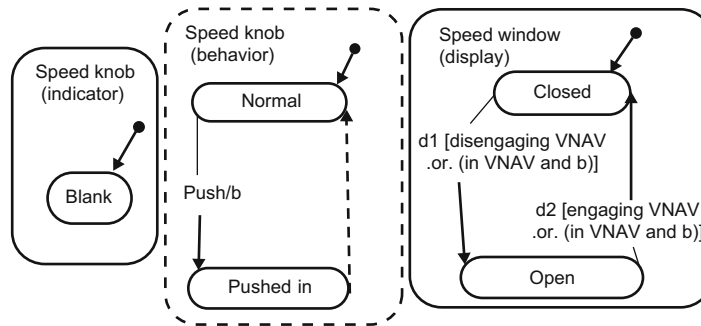 Speed knob
(indicator)
Blank
Speed knob
(behavior)
Normal
Push/b
Pushed in
Speed window
(display)
Closed
d1 [disengaging VNAV
.or. (in VNAV and b)]
d2 [engaging VNAV
.or. (in VNAV and b)]
Open